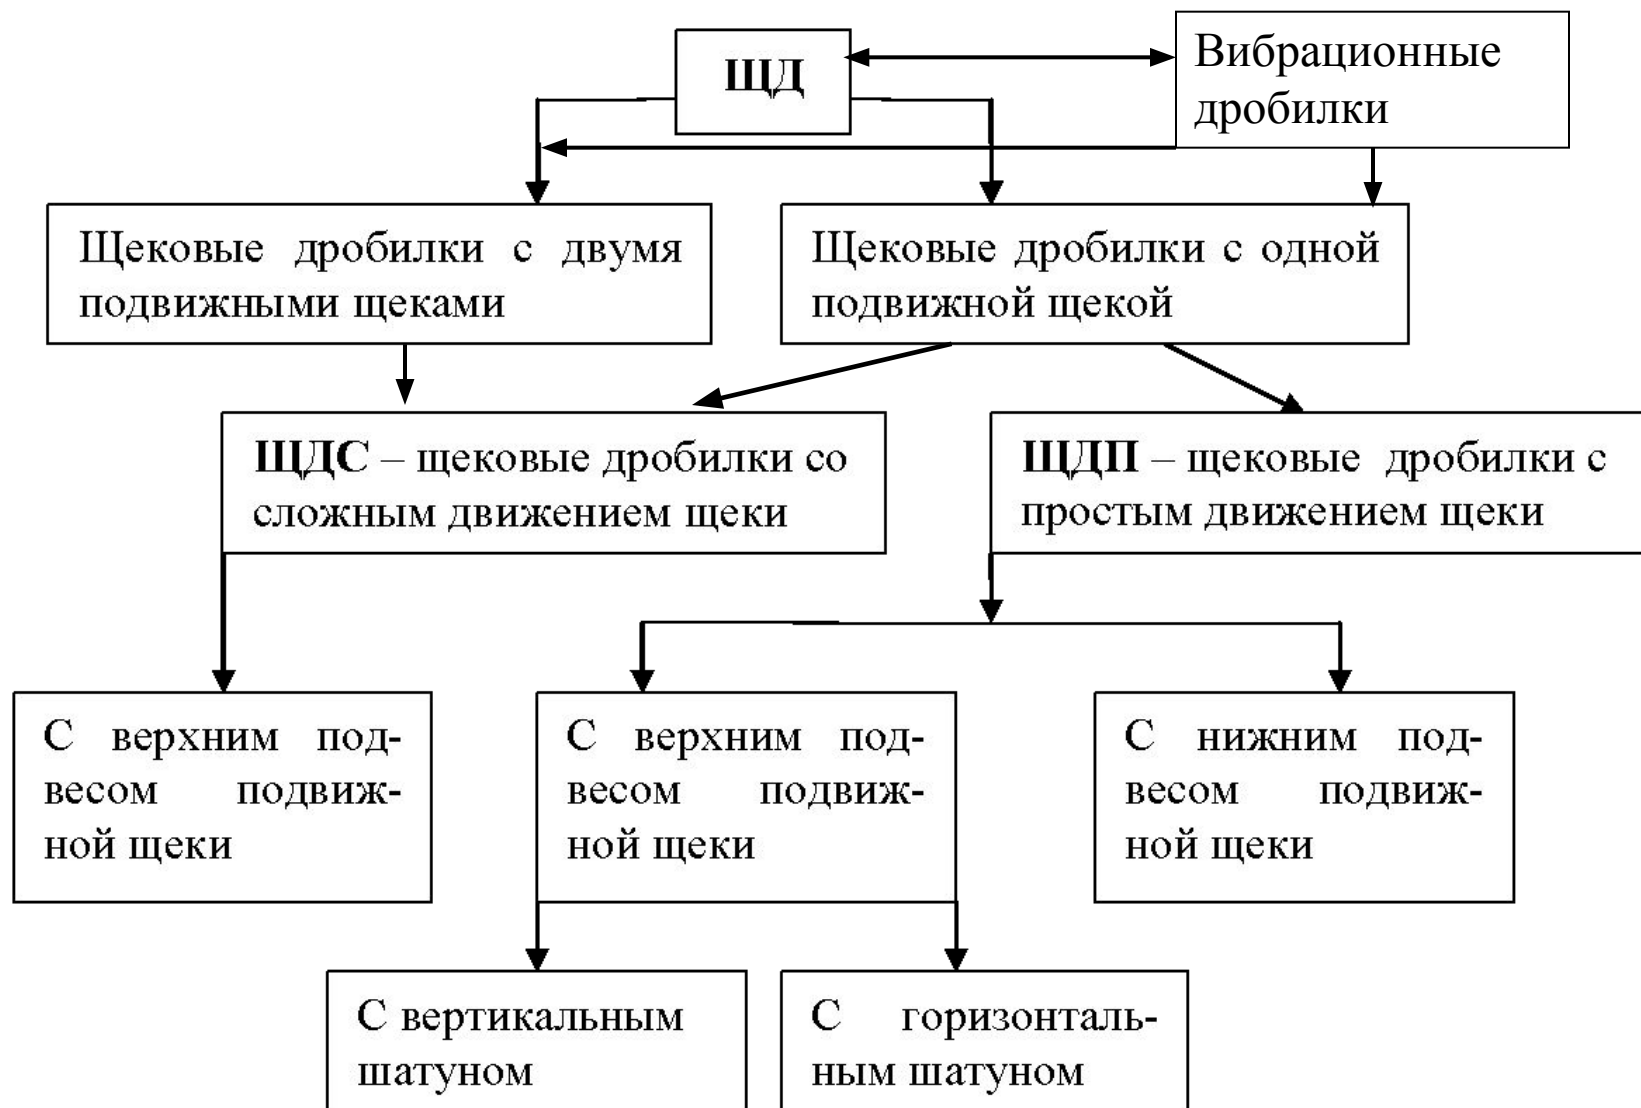 ЩД
Вибрационные
дробилки
Щековые дробилки с двумя
подвижными щеками
Щековые дробилки с одной
подвижной щекой
ЩДС – щековые дробилки со
сложным движением щеки
ЩДП – щековые дробилки с
простым движением щеки
С верхним под-
весом подвиж-
ной щеки
С верхним под-
весом подвиж-
ной щеки
С нижним под-
весом подвиж-
ной щеки
С вертикальным
шатуном
С горизонталь-
ным шатуном